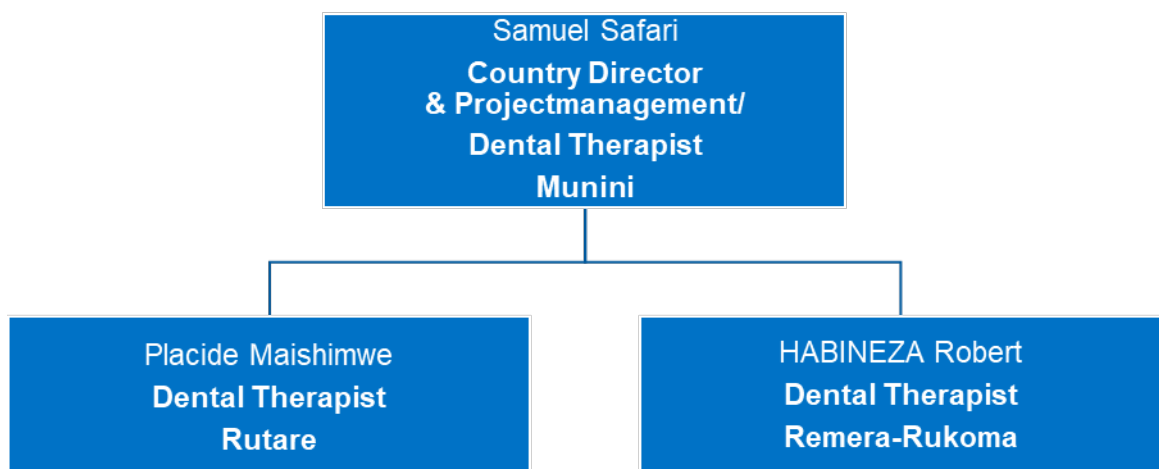 Samuel Safari
Country Director
& Projectmanagement/
Dental Therapist
Munini
Placide Maishimwe
Dental Therapist
Rutare
HABINEZA Robert
Dental Therapist
Remera-Rukoma